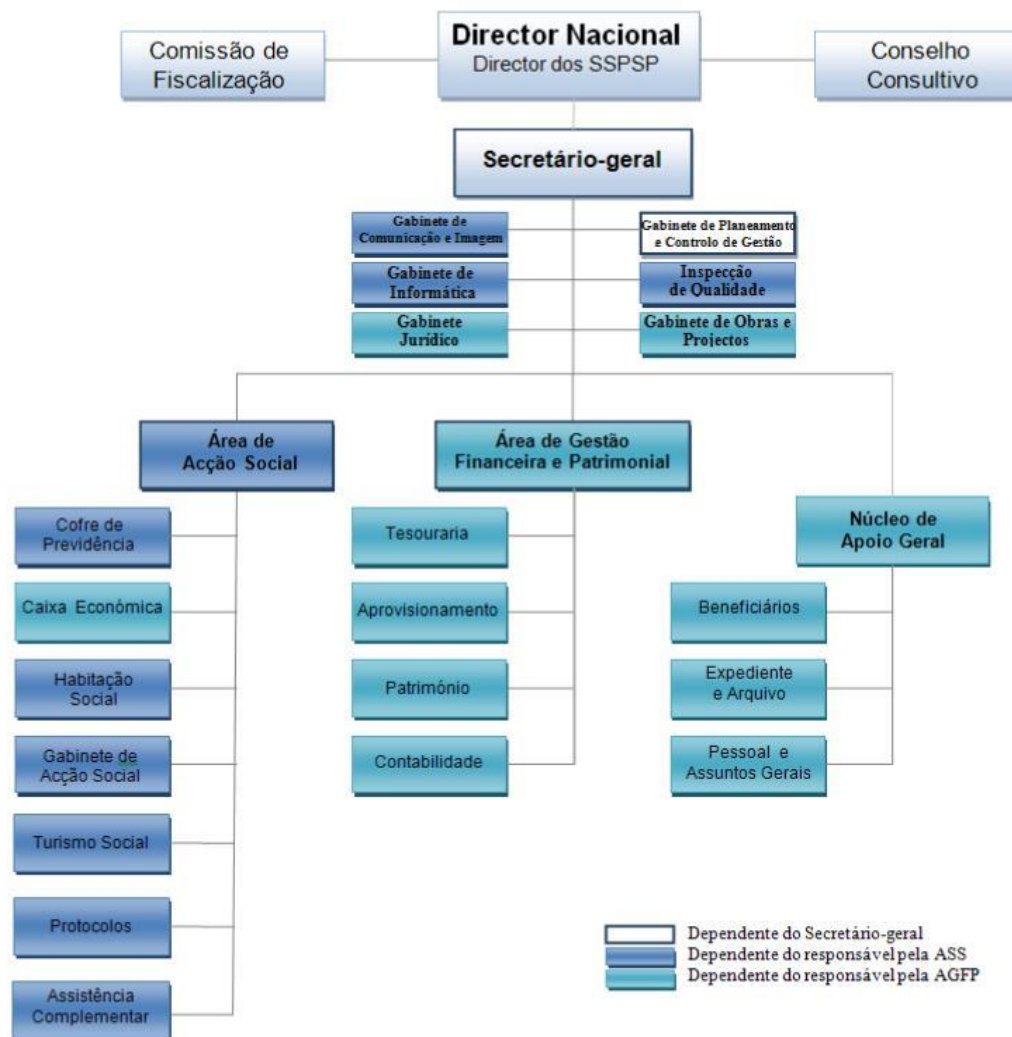 Comissão de
Fiscalização
Director Nacional
Director dos SSPSP
Conselho
Consultivo
Secretário-geral
Gabinete de
Comunicação e Imagem
Gabinete de Planeamento
e Controlo de Gestão
Gabinete de
Informática
Inspecção
de Qualidade
Gabinete
Jurídico
Gabinete de Obras e
Projectos
Área de
Acção Social
Área de Gestão
Financeira e Patrimonial
Núcleo de
Apoio Geral
Cofre de
Previdência
Caixa Económica
Habitação
Social
Gabinete de
Acção Social
Turismo Social
Protocolos
Assistência
Complementar
Tesouraria
Aprovisionamento
Património
Contabilidade
Beneficiários
Expediente
e Arquivo
Pessoal e
Assuntos Gerais
Dependente do Secretário-geral
Dependente do responsável pela ASS
Dependente do responsável pela AGFP